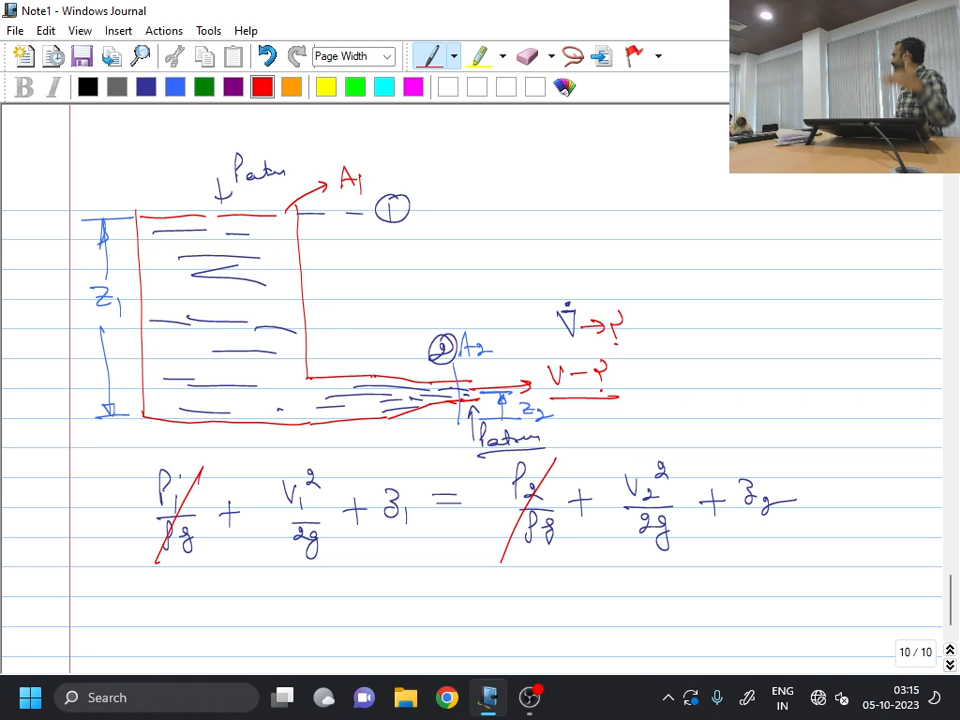 Note1 - Windows Journal
File Edit View Insert Actions Tools Help
Page Width
B I
Patm
A1
1
Z1
V̇ → ?
2 A2
V - ?
Z2
Patm
P1/ρg + V1²/2g + z1 = P2/ρg + V2²/2g + z2
10 / 10
Search
ENG
IN
03:15
05-10-2023